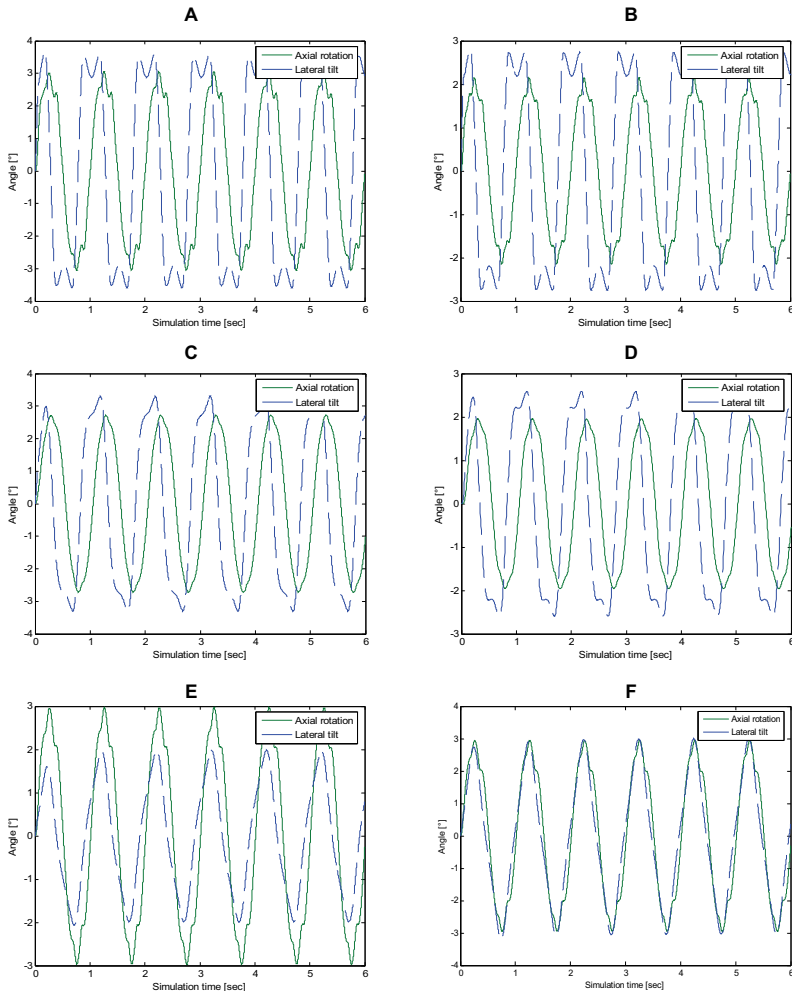 A
4
3
2
1
0
-1
-2
-3
-4
Angle [°]
0 1 2 3 4 5 6
Simulation time [sec]
Axial rotation
Lateral tilt
B
3
2
1
0
-1
-2
-3
Angle [°]
0 1 2 3 4 5 6
Simulation time [sec]
Axial rotation
Lateral tilt
C
4
3
2
1
0
-1
-2
-3
-4
Angle [°]
0 1 2 3 4 5 6
Simulation time [sec]
Axial rotation
Lateral tilt
D
3
2
1
0
-1
-2
-3
Angle [°]
0 1 2 3 4 5 6
Simulation time [sec]
Axial rotation
Lateral tilt
E
3
2
1
0
-1
-2
-3
Angle [°]
0 1 2 3 4 5 6
Simulation time [sec]
Axial rotation
Lateral tilt
F
4
3
2
1
0
-1
-2
-3
-4
Angle [°]
0 1 2 3 4 5 6
Simulation time [sec]
Axial rotation
Lateral tilt